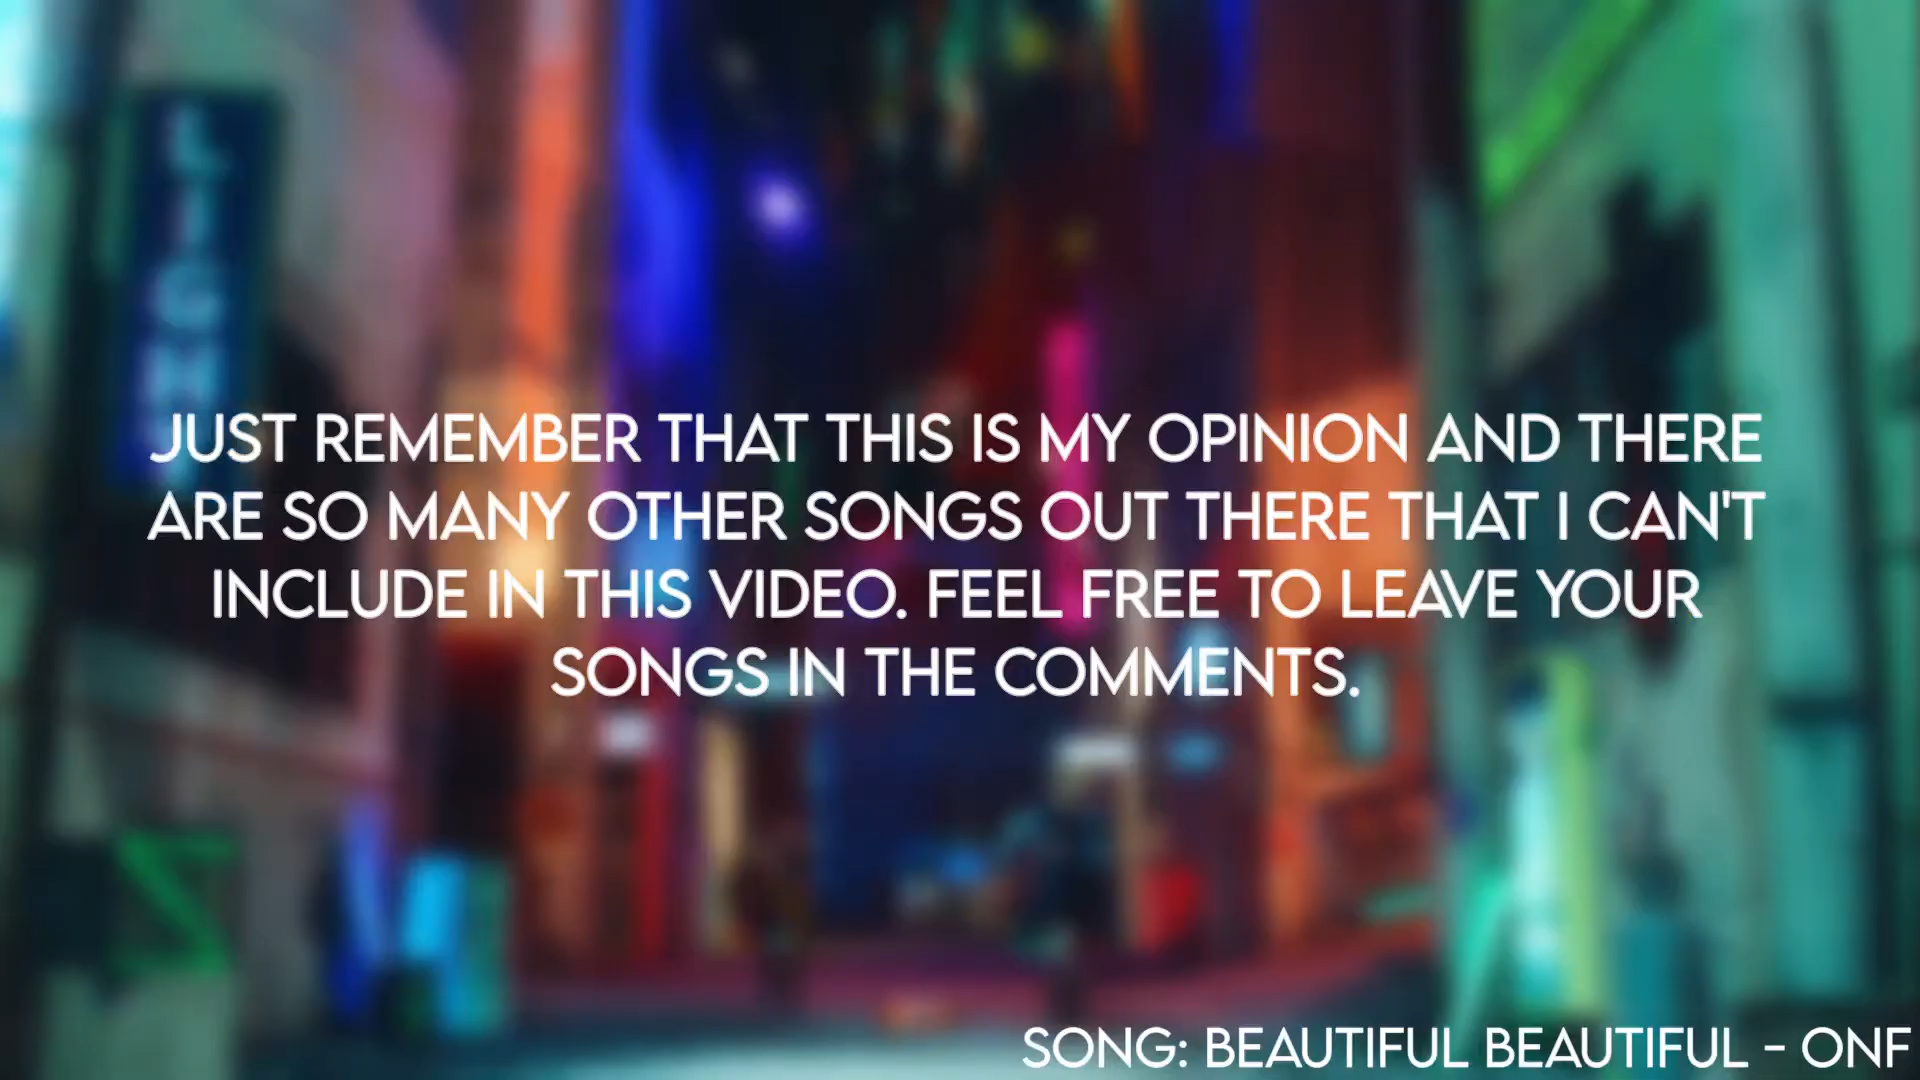 LIGH
JUST REMEMBER THAT THIS IS MY OPINION AND THERE
ARE SO MANY OTHER SONGS OUT THERE THAT I CAN'T
INCLUDE IN THIS VIDEO. FEEL FREE TO LEAVE YOUR
SONGS IN THE COMMENTS.
SONG: BEAUTIFUL BEAUTIFUL - ONF